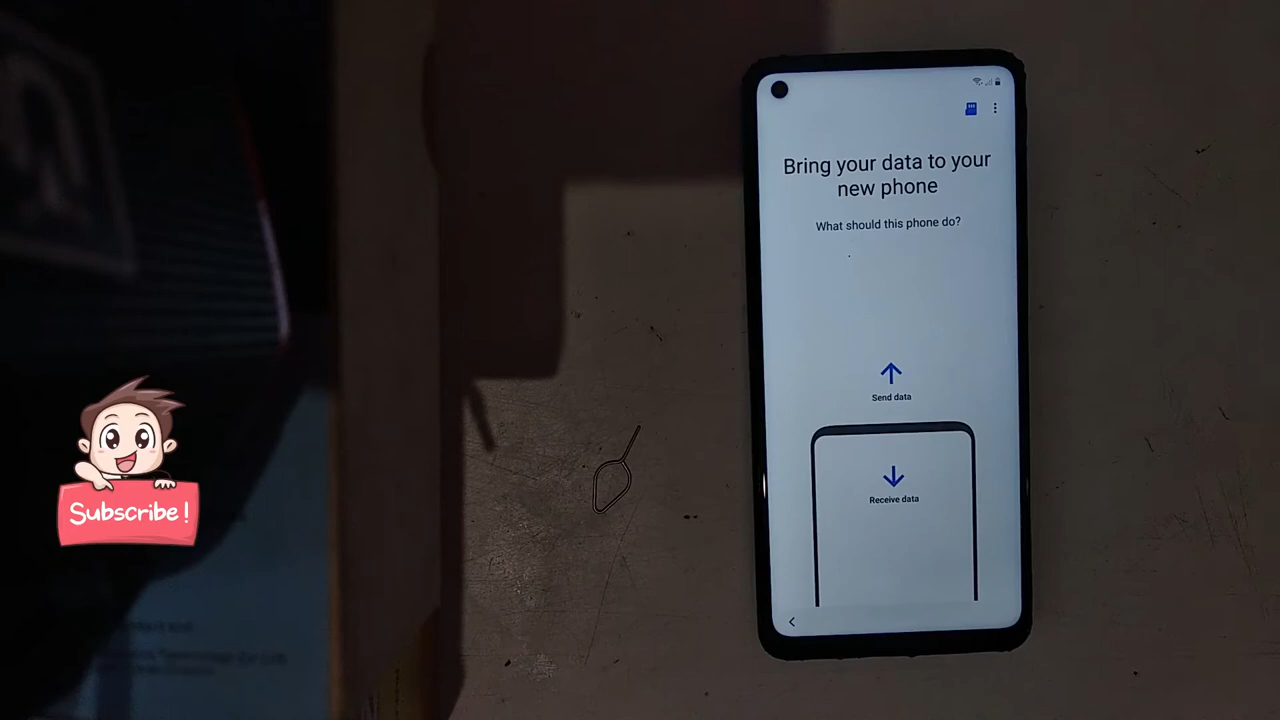 Bring your data to your
new phone
What should this phone do?
Send data
Receive data
Subscribe!